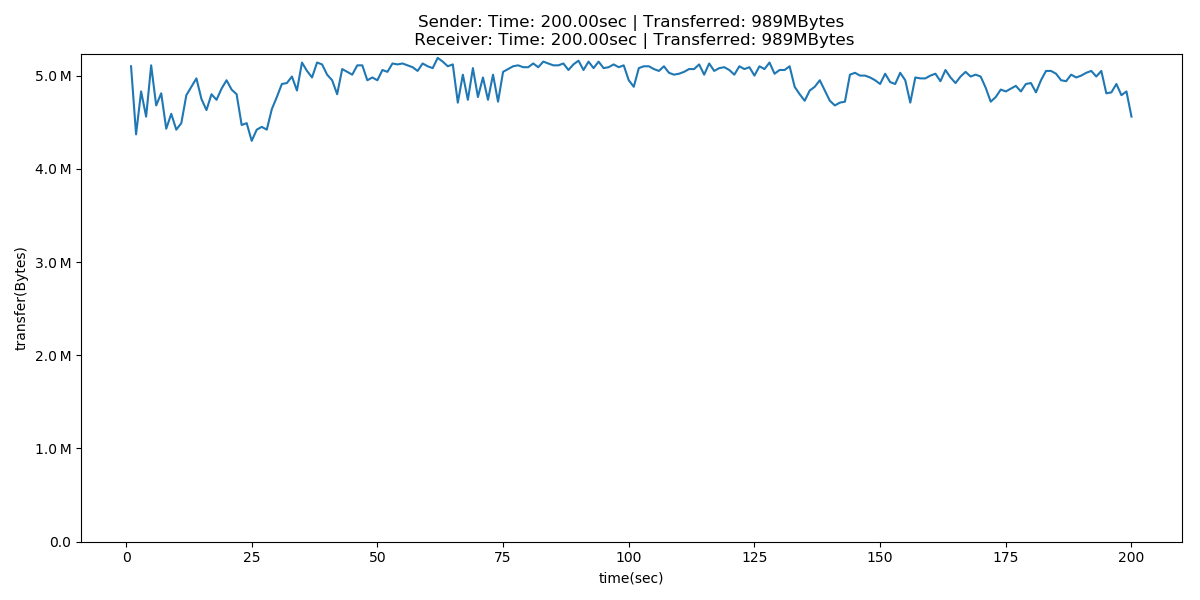 Sender: Time: 200.00sec | Transferred: 989MBytes
Receiver: Time: 200.00sec | Transferred: 989MBytes
5.0 M
4.0 M
3.0 M
2.0 M
1.0 M
0.0
transfer(Bytes)
0 25 50 75 100 125 150 175 200
time(sec)